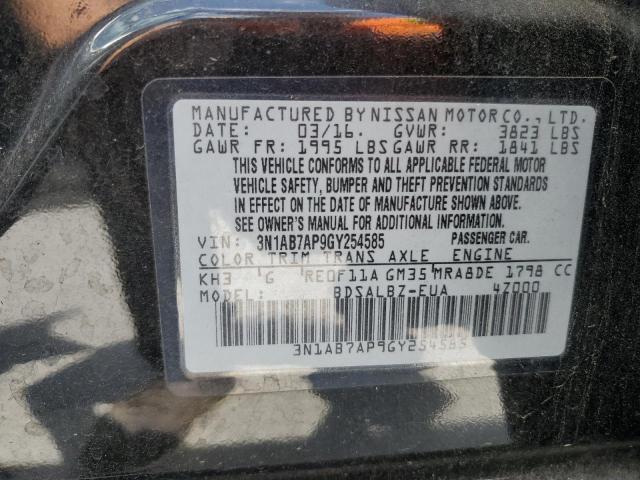 MANUFACTURED BY NISSAN MOTOR CO., LTD.
DATE: 03/16. GVWR: 3823 LBS
GAWR FR: 1995 LBS GAWR RR: 1841 LBS
THIS VEHICLE CONFORMS TO ALL APPLICABLE FEDERAL MOTOR
VEHICLE SAFETY, BUMPER AND THEFT PREVENTION STANDARDS
IN EFFECT ON THE DATE OF MANUFACTURE SHOWN ABOVE.
SEE OWNER'S MANUAL FOR ADDITIONAL INFORMATION.
VIN: 3N1AB7AP9GY254585 PASSENGER CAR.
COLOR TRIM TRANS AXLE ENGINE
KH3 G RE0F11A GM35 MRA8DE 1798 CC
MODEL: BDSALBZ-EUA 4Z000
3N1AB7AP9GY254585